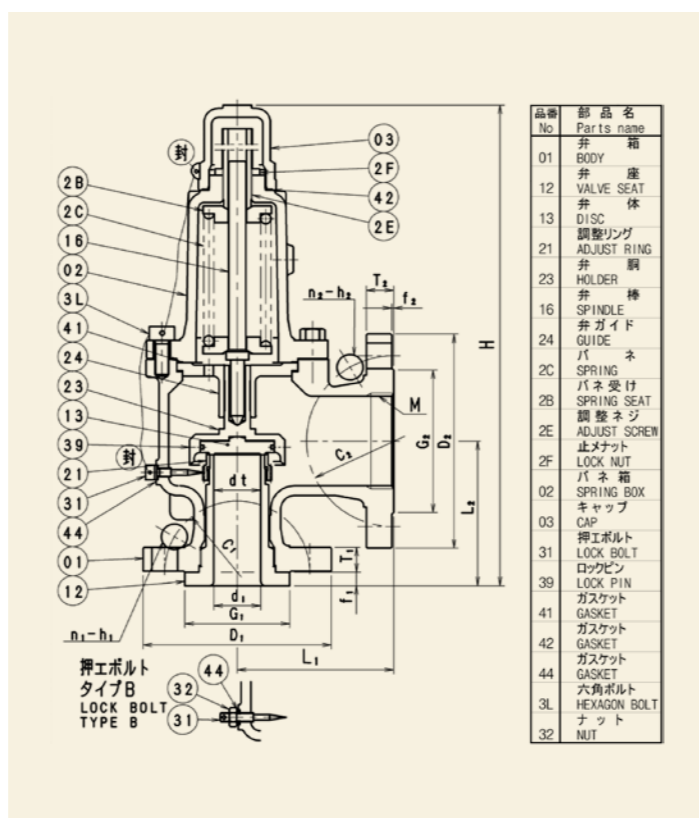 封
03
2F
42
2E
2B
2C
16
02
3L
41
24
23
13
39
21
封
31
44
01
12
n₂-h₂
T₂
f₂
H
M
G₂
D₂
C₂
L₂
dt
C₁
T₁
f₁
d₁
G₁
D₁
L₁
n₁-h₁
押エボルト
タイプB
LOCK BOLT
TYPE B
44
32
31
品番 部品名
No Parts name
弁箱
01 BODY
弁座
12 VALVE SEAT
弁体
13 DISC
調整リング
21 ADJUST RING
弁胴
23 HOLDER
弁棒
16 SPINDLE
弁ガイド
24 GUIDE
バネ
2C SPRING
バネ受け
2B SPRING SEAT
調整ネジ
2E ADJUST SCREW
止メナット
2F LOCK NUT
バネ箱
02 SPRING BOX
キャップ
03 CAP
押エボルト
31 LOCK BOLT
ロックピン
39 LOCK PIN
ガスケット
41 GASKET
ガスケット
42 GASKET
ガスケット
44 GASKET
六角ボルト
3L HEXAGON BOLT
ナット
32 NUT